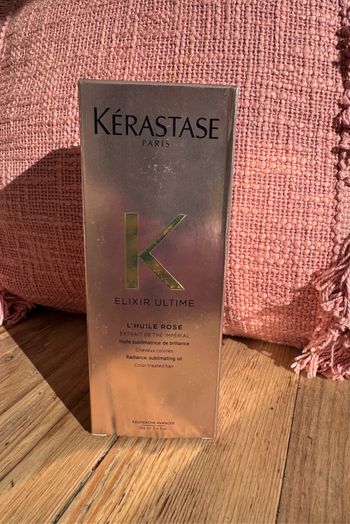 KÉRASTASE
PARIS
K
ELIXIR ULTIME
L'HUILE ROSE
EXTRAIT DE THÉ IMPÉRIAL
Huile sublimatrice de brillance
Cheveux colorés
Radiance sublimating oil
Color treated hair
RECHERCHE AVANCÉE